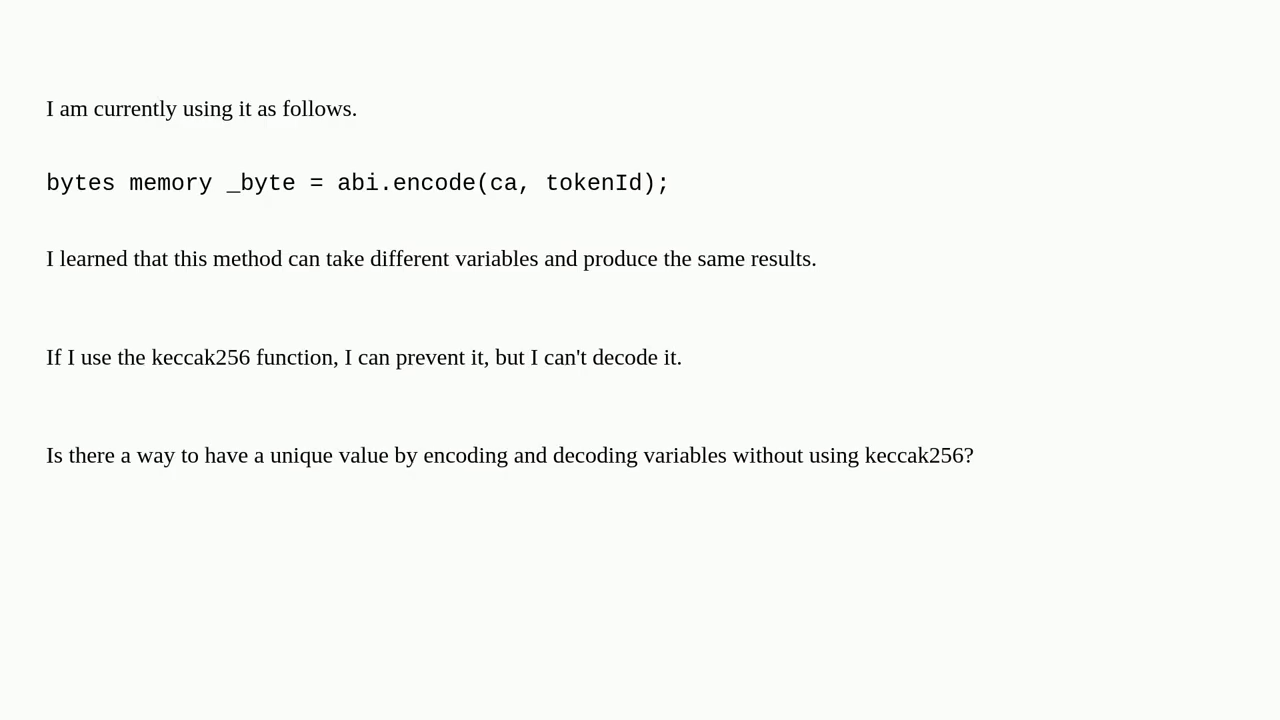 I am currently using it as follows.
bytes memory _byte = abi.encode(ca, tokenId);
I learned that this method can take different variables and produce the same results.
If I use the keccak256 function, I can prevent it, but I can't decode it.
Is there a way to have a unique value by encoding and decoding variables without using keccak256?